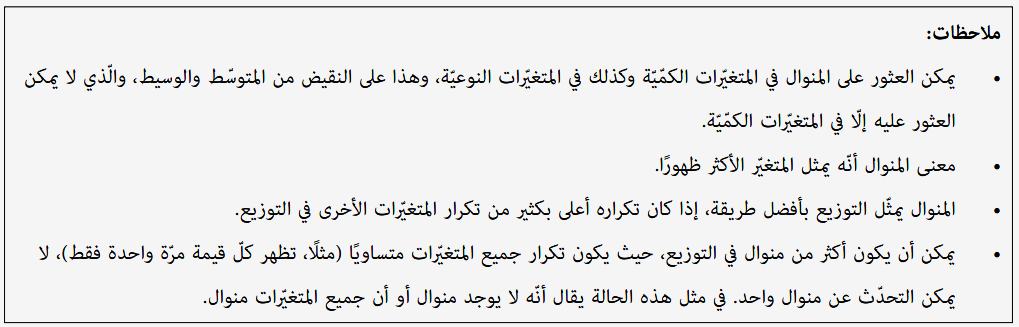 ملاحظات:
• يمكن العثور على المنوال في المتغيّرات الكمّيّة وكذلك في المتغيّرات النوعيّة، وهذا على النقيض من المتوسّط والوسيط، والّذي لا يمكن
العثور عليه إلّا في المتغيّرات الكمّيّة.
• معنى المنوال أنّه يمثل المتغيّر الأكثر ظهورًا.
• المنوال يمثّل التوزيع بأفضل طريقة، إذا كان تكراره أعلى بكثير من تكرار المتغيّرات الأخرى في التوزيع.
• يمكن أن يكون أكثر من منوال في التوزيع، حيث يكون تكرار جميع المتغيّرات متساويًا (مثلًا، تظهر كلّ قيمة مرّة واحدة فقط)، لا
يمكن التحدّث عن منوال واحد. في مثل هذه الحالة يقال أنّه لا يوجد منوال أو أن جميع المتغيّرات منوال.